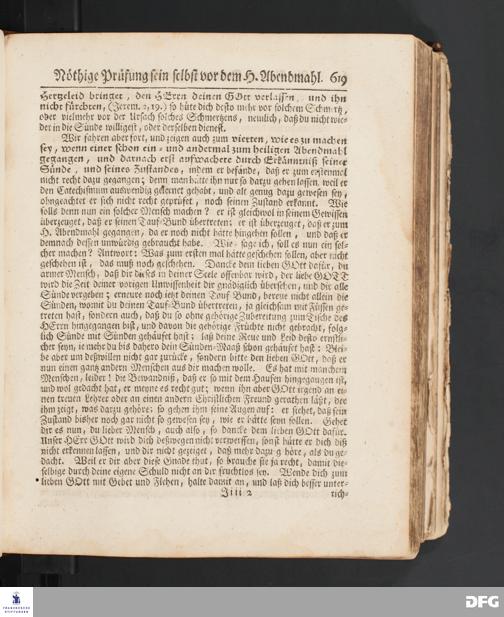 Nöthige Prüfung sein selbst vor dem H. Abendmahl. 619
Hertzeleid bringet, den HErrn deinen GOtt verlassen, und ihn
nicht fürchten, (Jerem. 2, 19.) so hüte dich desto mehr vor solchem Schmertz,
oder vielmehr vor der Ursach solches Schmertzens, nemlich, daß du nicht wie-
der in die Sünde willigest, oder derselben dienest.
Wir fahren aber fort, und zeigen auch zum vierten, wie es zu machen
sey, wenn einer schon ein- und andermal zum heiligen Abendmahl
gegangen, und darnach erst aufwachete durch Erkänntniß seiner
Sünde, und seines Zustandes, indem er befände, daß er zum erstenmal
nicht recht dazu gegangen; denn man hätte ihn nur so darzu gehen lassen, weil er
den Catechismum auswendig gelernet gehabt, und alt genug dazu gewesen sey,
ohngeachtet er sich nicht recht geprüfet, noch seinen Zustand erkannt. Wie
solls denn nun ein solcher Mensch machen? er ist gleichwol in seinem Gewissen
überzeuget, daß er seinen Tauf-Bund übertreten; er ist überzeuget, daß er zum
H. Abendmahl gegangen, da er noch nicht hätte hingehen sollen, und daß er
demnach dessen unwürdig gebraucht habe. Wie, sage ich, soll es nun ein sol-
cher machen? Antwort: Was zum ersten mal hätte geschehen sollen, aber nicht
geschehen ist, das muß noch geschehen. Dancke dem lieben GOtt dafür, du
armer Mensch, daß dir dieses in deiner Seele offenbar wird, der liebe GOTT
wird die Zeit deiner vorigen Unwissenheit dir gnädiglich übersehen, und dir alle
Sünde vergeben; erneure noch ietzt deinen Tauf-Bund, bereue nicht allein die
Sünden, womit du deinen Tauf-Bund übertreten, ja gleichsam mit Füssen ge-
treten hast, sondern auch, daß du so ohne gehörige Zubereitung zum Tische des
HErrn hingegangen bist, und davon die gehörige Früchte nicht gebracht, folg-
lich Sünde mit Sünden gehäufet hast; laß deine Reue und Leid desto ernstli-
cher seyn, ie mehr du bis dahero dein Sünden-Maaß schon gehäufet hast: Blei-
be aber um deßwillen nicht gar zurücke, sondern bitte den lieben GOtt, daß er
nun einen gantz andern Menschen aus dir machen wolle. Es hat mit manchem
Menschen, leider! die Bewandniß, daß er so mit dem Haufen hingegangen ist,
und wol gedacht hat, er meyne es recht gut; wenn ihn aber GOtt irgend an ei-
nen treuen Lehrer oder an einen andern Christlichen Freund gerathen läßt, der
ihm zeigt, was darzu gehöre: so gehen ihm seine Augen auf: er siehet, daß sein
Zustand bisher noch gar nicht so gewesen sey, wie er hätte seyn sollen. Gehet
dir es nun, du lieber Mensch, auch also, so dancke dem lieben GOtt dafür.
Unser HErr GOtt wird dich deßwegen nicht verwerffen, sonst hätte er dich diß
nicht erkennen lassen, und dir nicht gezeiget, daß mehr dazu gehöre, als du ge-
dacht. Weil er dir aber diese Gnade thut, so brauche sie ja recht, damit die-
selbige durch deine eigene Schuld nicht an dir fruchtlos sey. Wende dich zum
lieben GOtt mit Gebet und Flehen, halte damit an, und laß dich besser unter-
Iiii 2
rich-
FRANCKESCHE
STIFTUNGEN
DFG